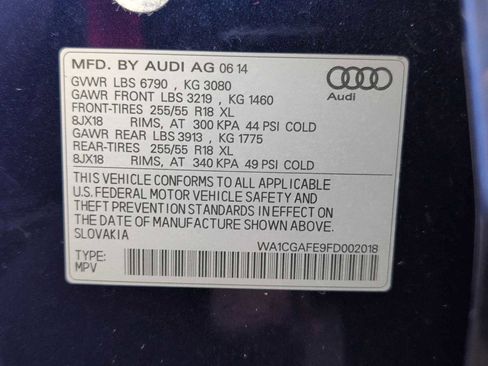 MFD. BY AUDI AG 06 14
GVWR LBS 6790 , KG 3080
GAWR FRONT LBS 3219 , KG 1460
FRONT-TIRES 255/55 R18 XL
8JX18 RIMS, AT 300 KPA 44 PSI COLD
GAWR REAR LBS 3913 , KG 1775
REAR-TIRES 255/55 R18 XL
8JX18 RIMS, AT 340 KPA 49 PSI COLD
Audi
THIS VEHICLE CONFORMS TO ALL APPLICABLE
U.S. FEDERAL MOTOR VEHICLE SAFETY AND
THEFT PREVENTION STANDARDS IN EFFECT ON
THE DATE OF MANUFACTURE SHOWN ABOVE.
SLOVAKIA
WA1CGAFE9FD002018
TYPE:
MPV